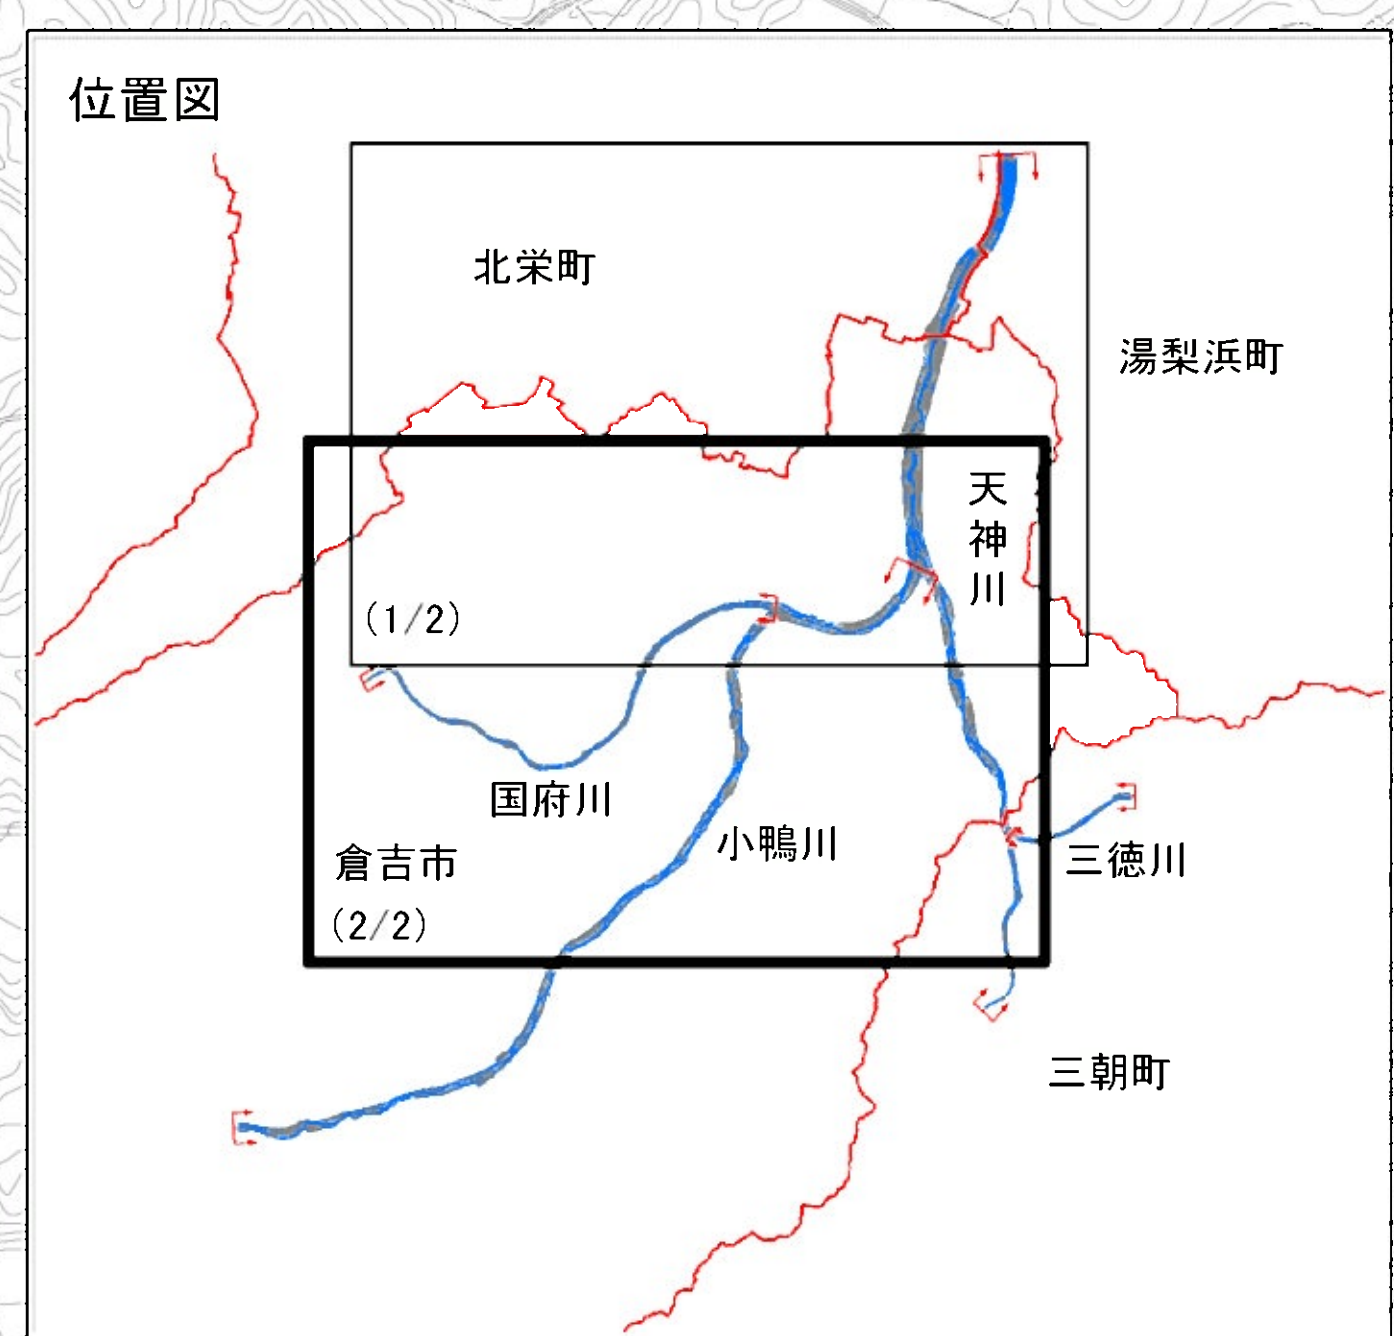 位置図
北栄町
湯梨浜町
天神川
(1/2)
国府川
小鴨川
倉吉市
三徳川
(2/2)
三朝町